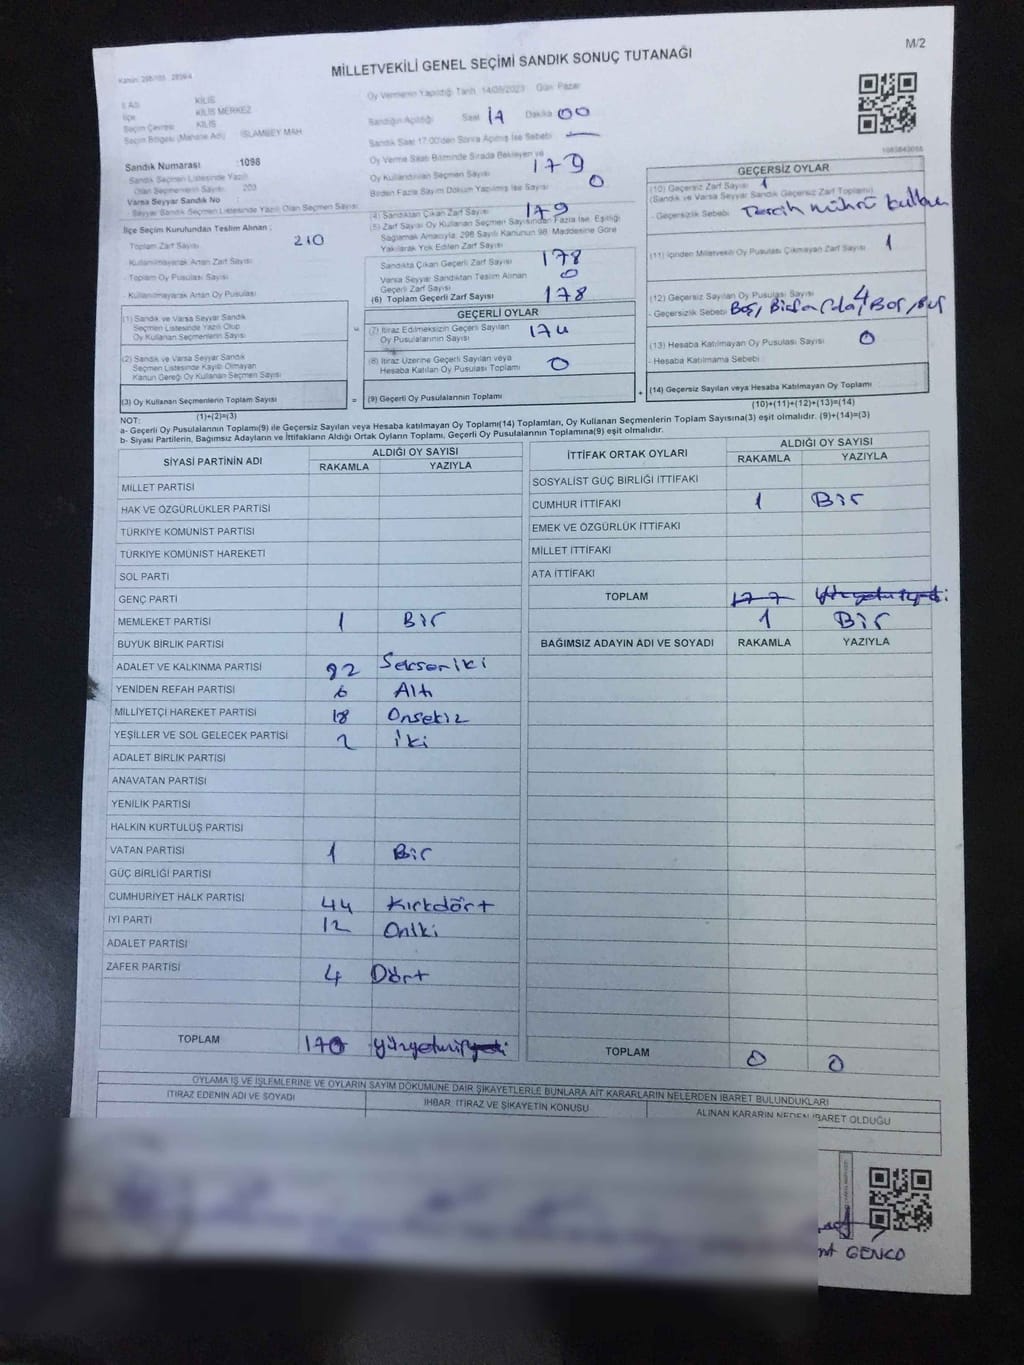 M/2
MİLLETVEKİLİ GENEL SEÇİMİ SANDIK SONUÇ TUTANAĞI
İl Adı KİLİS
İlçe KİLİS MERKEZ
Seçim Çevresi KİLİS
Seçim Bölgesi (Mahalle Adı) İSLAMBEY MAH
Sandık Numarası :1098
Sandık Seçmen Listesinde Yazılı
Olan Seçmenlerin Sayısı 203
Varsa Seyyar Sandık No
Seyyar Sandık Seçmen Listesinde Yazılı Olan Seçmen Sayısı
İlçe Seçim Kurulundan Teslim Alınan
Toplam Zarf Sayısı 210
Kullanılmayarak Artan Zarf Sayısı
Toplam Oy Pusulası Sayısı
Kullanılmayarak Artan Oy Pusulası
(1) Sandık ve Varsa Seyyar Sandık
Seçmen Listesinde Yazılı Olup
Oy Kullanan Seçmenlerin Sayısı
(2) Sandık ve Varsa Seyyar Sandık
Seçmen Listesinde Kayıtlı Olmayan
Kanun Gereği Oy Kullanan Seçmen Sayısı
(3) Oy Kullanan Seçmenlerin Toplam Sayısı
(1)+(2)=(3)
Oy Vermenin Yapıldığı Tarih 14/05/2023 Gün Pazar
Sandığın Açıldığı Saat 17 Dakika 00
Sandık Saat 17:00'den Sonra Açılmış İse Sebebi —
Oy Verme Saati Bitiminde Sırada Bekleyen ve
Oy Kullandırılan Seçmen Sayısı 179
Birden Fazla Sayım Döküm Yapılmış İse Sayısı 0
(4) Sandıktan Çıkan Zarf Sayısı 179
(5) Zarf Sayısı Oy Kullanan Seçmen Sayısından Fazla İse, Eşitliği
Sağlamak Amacıyla, 298 Sayılı Kanunun 98. Maddesine Göre
Yakılarak Yok Edilen Zarf Sayısı
Sandıkta Çıkan Geçerli Zarf Sayısı 178
Varsa Seyyar Sandıktan Teslim Alınan
Geçerli Zarf Sayısı 0
(6) Toplam Geçerli Zarf Sayısı 178
GEÇERLİ OYLAR
(7) İtiraz Edilmeksizin Geçerli Sayılan
Oy Pusulalarının Sayısı 174
(8) İtiraz Üzerine Geçerli Sayılan veya
Hesaba Katılan Oy Pusulası Toplamı 0
= (9) Geçerli Oy Pusulalarının Toplamı
GEÇERSİZ OYLAR
(10) Geçersiz Zarf Sayısı 1
(Sandık ve Varsa Seyyar Sandık Geçersiz Zarf Toplamı)
- Geçersizlik Sebebi Tercih mührü
(11) İçinden Milletvekili Oy Pusulası Çıkmayan Zarf Sayısı 1
(12) Geçersiz Sayılan Oy Pusulası Sayısı 4
- Geçersizlik Sebebi Boş,
(13) Hesaba Katılmayan Oy Pusulası Sayısı 0
- Hesaba Katılmama Sebebi
+ (14) Geçersiz Sayılan veya Hesaba Katılmayan Oy Toplamı
(10)+(11)+(12)+(13)=(14)
NOT:
a- Geçerli Oy Pusulalarının Toplamı(9) ile Geçersiz Sayılan veya Hesaba katılmayan Oy Toplamı(14) Toplamları, Oy Kullanan Seçmenlerin Toplam Sayısına(3) eşit olmalıdır. (9)+(14)=(3)
b- Siyasi Partilerin, Bağımsız Adayların ve İttifakların Aldığı Ortak Oyların Toplamı, Geçerli Oy Pusulalarının Toplamına(9) eşit olmalıdır.
SİYASİ PARTİNİN ADI ALDIĞI OY SAYISI
RAKAMLA YAZIYLA
MİLLET PARTİSİ
HAK VE ÖZGÜRLÜKLER PARTİSİ
TÜRKİYE KOMÜNİST PARTİSİ
TÜRKİYE KOMÜNİST HAREKETİ
SOL PARTİ
GENÇ PARTİ
MEMLEKET PARTİSİ 1 Bir
BÜYÜK BİRLİK PARTİSİ
ADALET VE KALKINMA PARTİSİ 82 Sekseniki
YENİDEN REFAH PARTİSİ 6 Altı
MİLLİYETÇİ HAREKET PARTİSİ 18 Onsekiz
YEŞİLLER VE SOL GELECEK PARTİSİ 2 İki
ADALET BİRLİK PARTİSİ
ANAVATAN PARTİSİ
YENİLİK PARTİSİ
HALKIN KURTULUŞ PARTİSİ
VATAN PARTİSİ 1 Bir
GÜÇ BİRLİĞİ PARTİSİ
CUMHURİYET HALK PARTİSİ 44 Kırkdört
İYİ PARTİ 12 Oniki
ADALET PARTİSİ
ZAFER PARTİSİ 4 Dört
TOPLAM 170
İTTİFAK ORTAK OYLARI ALDIĞI OY SAYISI
RAKAMLA YAZIYLA
SOSYALİST GÜÇ BİRLİĞİ İTTİFAKI
CUMHUR İTTİFAKI 1 Bir
EMEK VE ÖZGÜRLÜK İTTİFAKI
MİLLET İTTİFAKI
ATA İTTİFAKI
TOPLAM 177
1 Bir
BAĞIMSIZ ADAYIN ADI VE SOYADI RAKAMLA YAZIYLA
TOPLAM 0 0
OYLAMA İŞ VE İŞLEMLERİNE VE OYLARIN SAYIM DÖKÜMÜNE DAİR ŞİKAYETLERLE BUNLARA AİT KARARLARIN NELERDEN İBARET BULUNDUKLARI
İTİRAZ EDENİN ADI VE SOYADI İHBAR, İTİRAZ VE ŞİKAYETİN KONUSU ALINAN KARARIN NEDEN İBARET OLDUĞU
GENCO